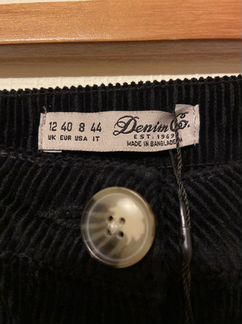 12 40 8 44
UK EUR USA IT
Denim Co.
EST. 1969
MADE IN BANGLADESH